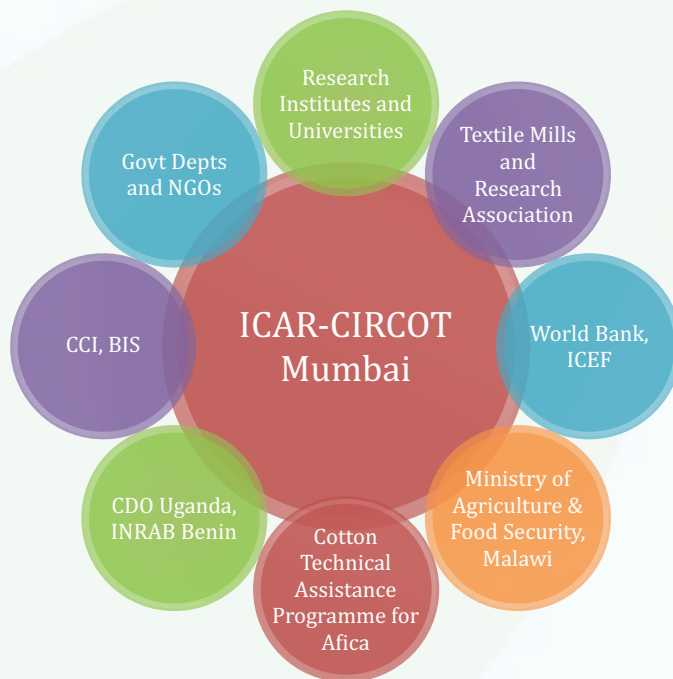 Research
Institutes and
Universities
Textile Mills
and
Research
Association
World Bank,
ICEF
Ministry of
Agriculture &
Food Security,
Malawi
Cotton
Technical
Assistance
Programme for
Afica
CDO Uganda,
INRAB Benin
CCI, BIS
Govt Depts
and NGOs
ICAR-CIRCOT
Mumbai